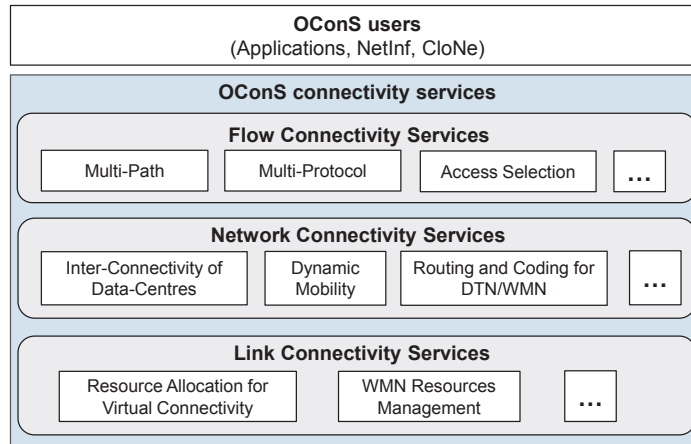 OConS users
(Applications, NetInf, CloNe)
OConS connectivity services
Flow Connectivity Services
Multi-Path
Multi-Protocol
Access Selection
...
Network Connectivity Services
Inter-Connectivity of
Data-Centres
Dynamic
Mobility
Routing and Coding for
DTN/WMN
...
Link Connectivity Services
Resource Allocation for
Virtual Connectivity
WMN Resources
Management
...